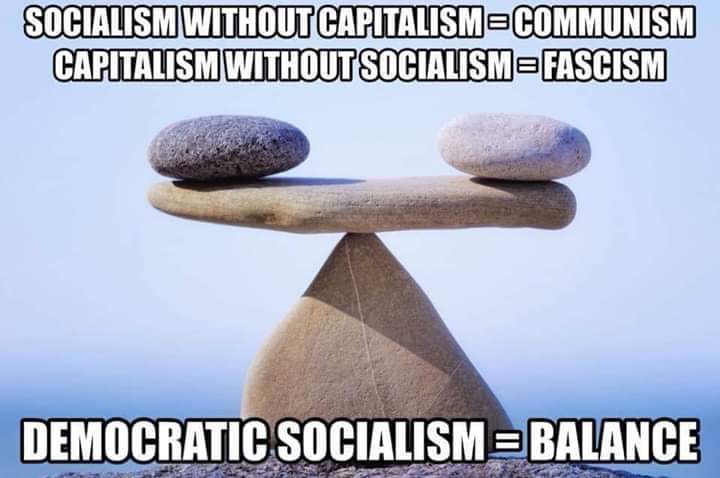 SOCIALISM WITHOUT CAPITALISM = COMMUNISM
CAPITALISM WITHOUT SOCIALISM = FASCISM
DEMOCRATIC SOCIALISM = BALANCE